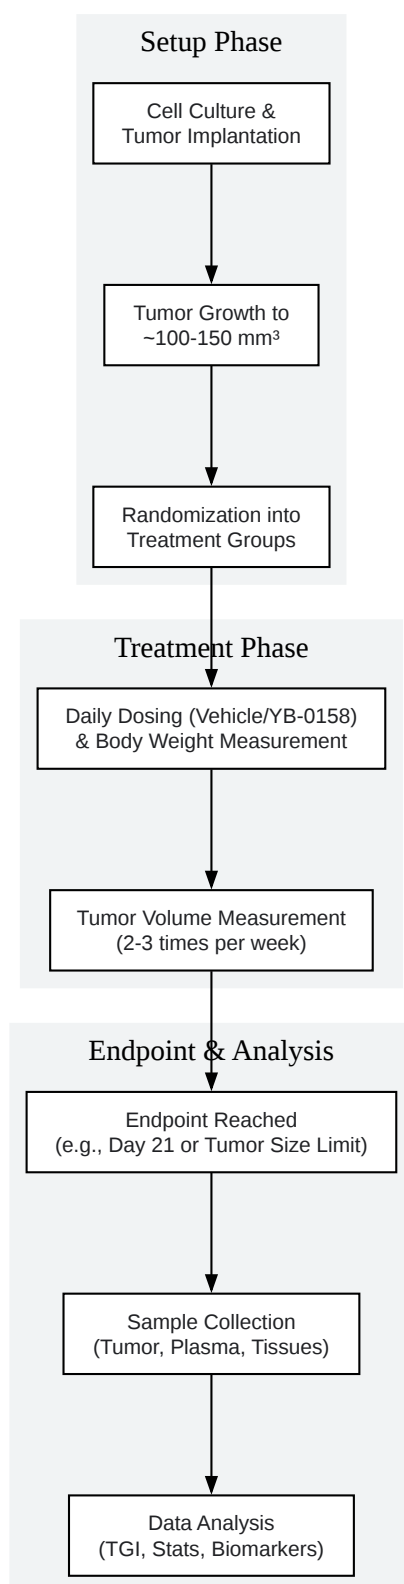 Setup Phase
Cell Culture &
Tumor Implantation
Tumor Growth to
~100-150 mm³
Randomization into
Treatment Groups
Treatment Phase
Daily Dosing (Vehicle/YB-0158)
& Body Weight Measurement
Tumor Volume Measurement
(2-3 times per week)
Endpoint & Analysis
Endpoint Reached
(e.g., Day 21 or Tumor Size Limit)
Sample Collection
(Tumor, Plasma, Tissues)
Data Analysis
(TGI, Stats, Biomarkers)